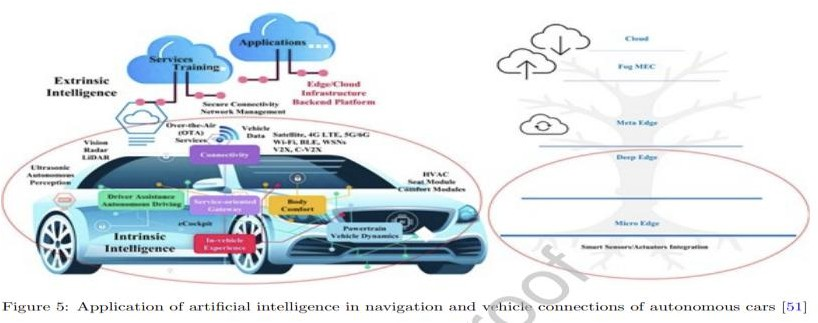 Services
Training
Applications ...
Extrinsic
Intelligence
Edge/Cloud
Infrastructure
Backend Platform
Secure Connectivity
Network Management
Over-the-Air
(OTA)
Services
Vehicle
Data
Satellite, 4G LTE, 5G/6G
Wi-Fi, BLE, WSNs
V2X, C-V2X
Vision
Radar
LiDAR
Connectivity
Ultrasonic
Autonomous
Perception
HVAC
Seat Module
Comfort Modules
Driver Assistance
Autonomous Driving
Service-oriented
Gateway
Body
Comfort
eCockpit
Powertrain
Vehicle Dynamics
Intrinsic
Intelligence
In-vehicle
Experience
Cloud
Fog MEC
Meta Edge
Deep Edge
Micro Edge
Smart Sensors/Actuators Integration
roof
Figure 5: Application of artificial intelligence in navigation and vehicle connections of autonomous cars [51]